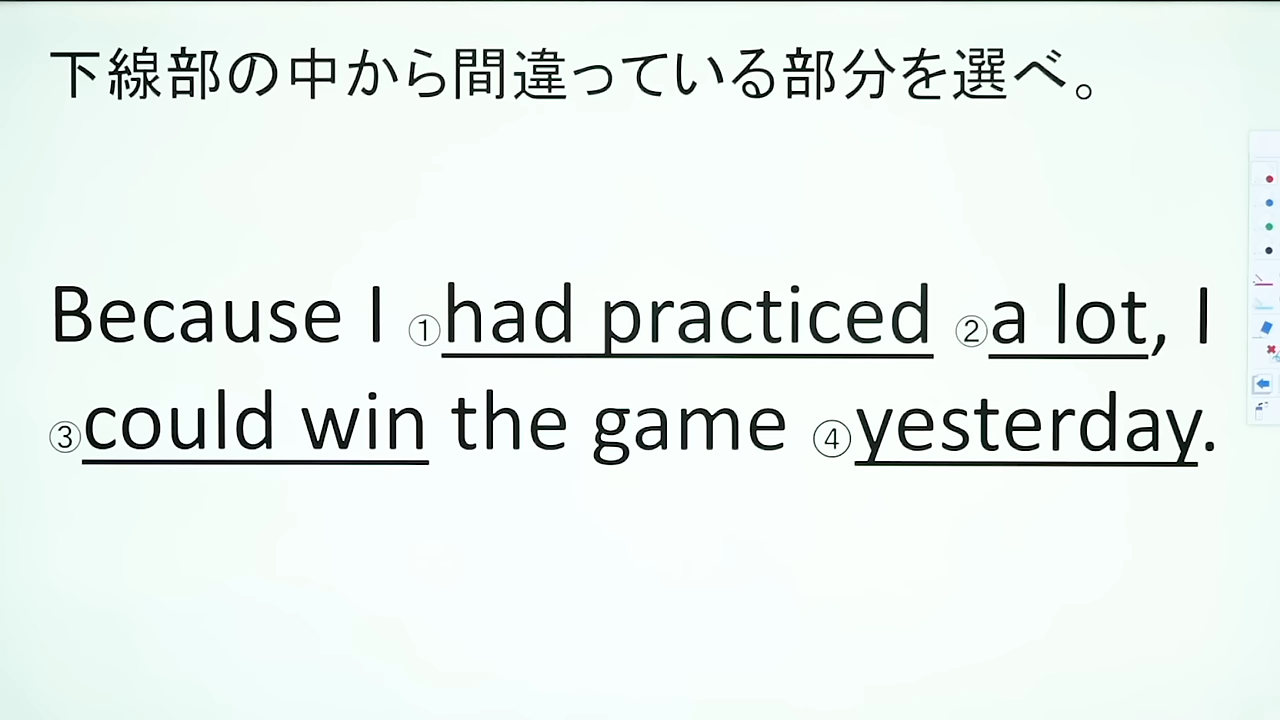 下線部の中から間違っている部分を選べ。
Because I ①had practiced ②a lot, I
③could win the game ④yesterday.